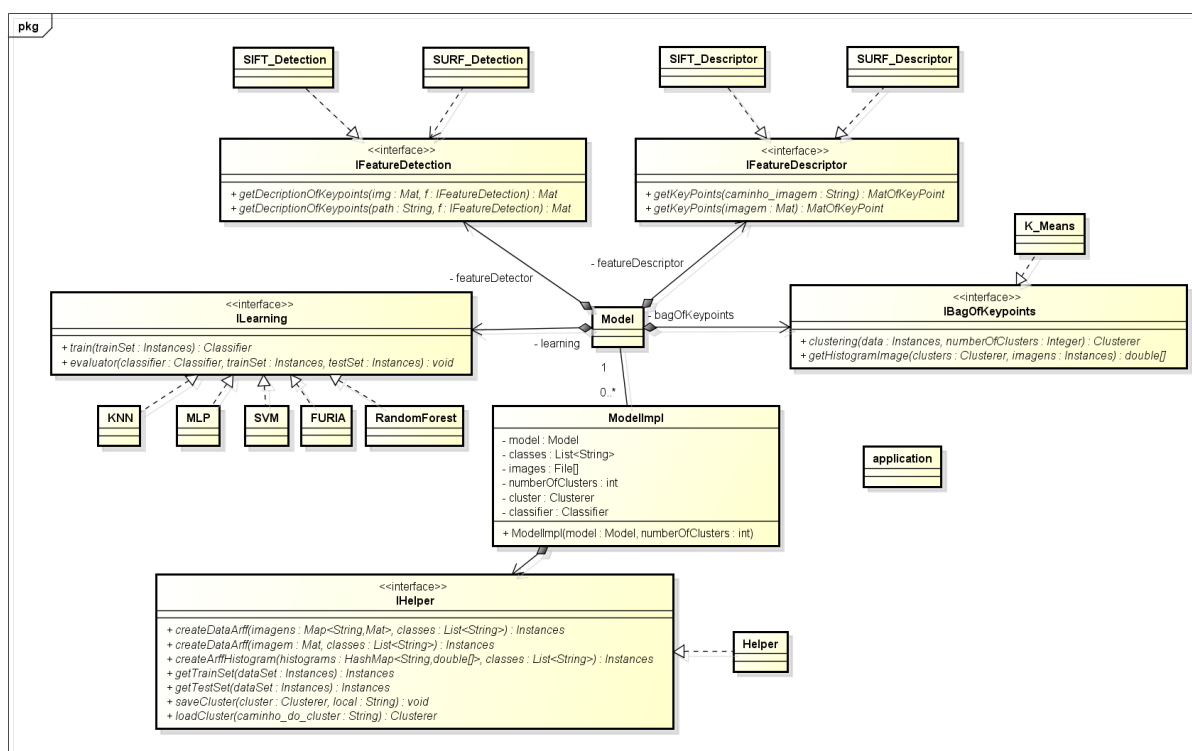 pkg
SIFT_Detection
SURF_Detection
SIFT_Descriptor
SURF_Descriptor
<<interface>>
IFeatureDetection
+ getDecriptionOfKeypoints(img : Mat, f : IFeatureDetection) : Mat
+ getDecriptionOfKeypoints(path : String, f : IFeatureDetection) : Mat
<<interface>>
IFeatureDescriptor
+ getKeyPoints(caminho_imagem : String) : MatOfKeyPoint
+ getKeyPoints(imagem : Mat) : MatOfKeyPoint
K_Means
- featureDetector
- featureDescriptor
<<interface>>
ILearning
+ train(trainSet : Instances) : Classifier
+ evaluator(classifier : Classifier, trainSet : Instances, testSet : Instances) : void
Model
- bagOfKeypoints
- learning
<<interface>>
IBagOfKeypoints
+ clustering(data : Instances, numberOfClusters : Integer) : Clusterer
+ getHistogramImage(clusters : Clusterer, imagens : Instances) : double[]
1
0..*
KNN
MLP
SVM
FURIA
RandomForest
ModelImpl
- model : Model
- classes : List<String>
- images : File[]
- numberOfClusters : int
- cluster : Clusterer
- classifier : Classifier
+ ModelImpl(model : Model, numberOfClusters : int)
application
<<interface>>
IHelper
+ createDataArff(imagens : Map<String,Mat>, classes : List<String>) : Instances
+ createDataArff(imagem : Mat, classes : List<String>) : Instances
+ createArffHistogram(histograms : HashMap<String,double[]>, classes : List<String>) : Instances
+ getTrainSet(dataSet : Instances) : Instances
+ getTestSet(dataSet : Instances) : Instances
+ saveCluster(cluster : Clusterer, local : String) : void
+ loadCluster(caminho_do_cluster : String) : Clusterer
Helper